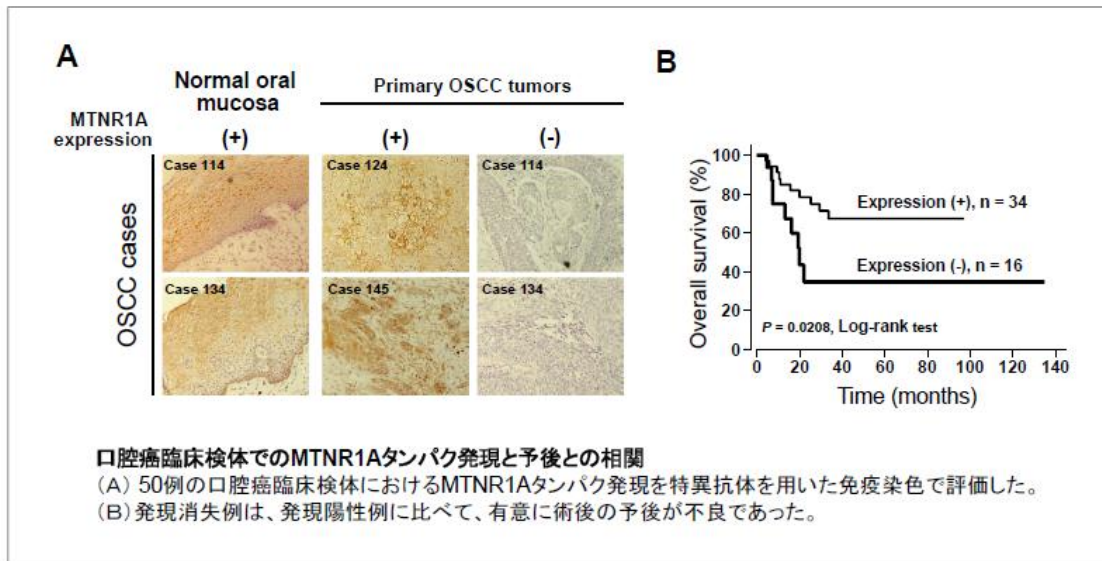 A
Normal oral
mucosa
Primary OSCC tumors
MTNR1A
expression
(+)
(+)
(-)
OSCC cases
Case 114
Case 124
Case 114
Case 134
Case 145
Case 134
B
Overall survival (%)
100
80
60
40
20
0
Expression (+), n = 34
Expression (-), n = 16
P = 0.0208, Log-rank test
0 20 40 60 80 100 120 140
Time (months)
口腔癌臨床検体でのMTNR1Aタンパク発現と予後との相関
（A） 50例の口腔癌臨床検体におけるMTNR1Aタンパク発現を特異抗体を用いた免疫染色で評価した。
（B）発現消失例は、発現陽性例に比べて、有意に術後の予後が不良であった。